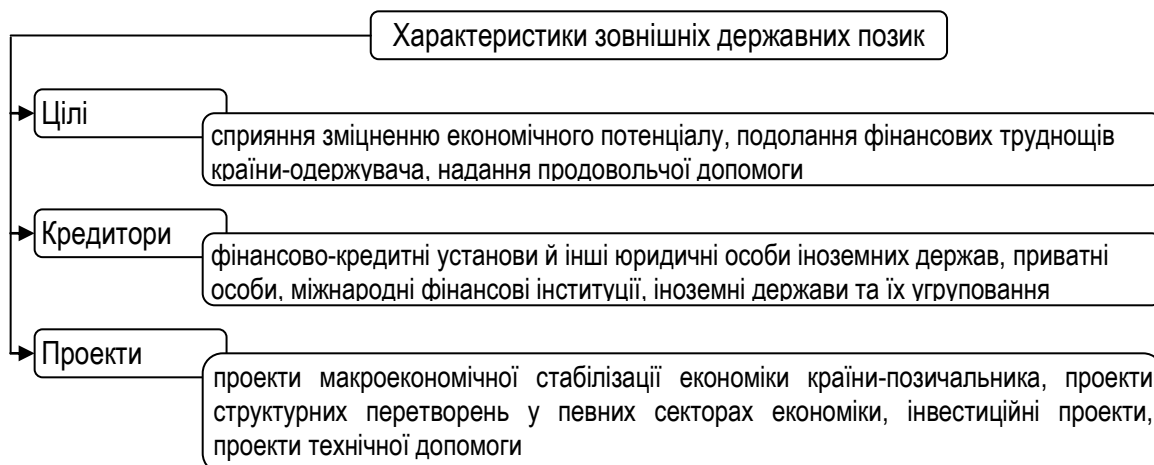 Характеристики зовнішніх державних позик
Цілі
сприяння зміцненню економічного потенціалу, подолання фінансових труднощів
країни-одержувача, надання продовольчої допомоги
Кредитори
фінансово-кредитні установи й інші юридичні особи іноземних держав, приватні
особи, міжнародні фінансові інституції, іноземні держави та їх угруповання
Проекти
проекти макроекономічної стабілізації економіки країни-позичальника, проекти
структурних перетворень у певних секторах економіки, інвестиційні проекти,
проекти технічної допомоги